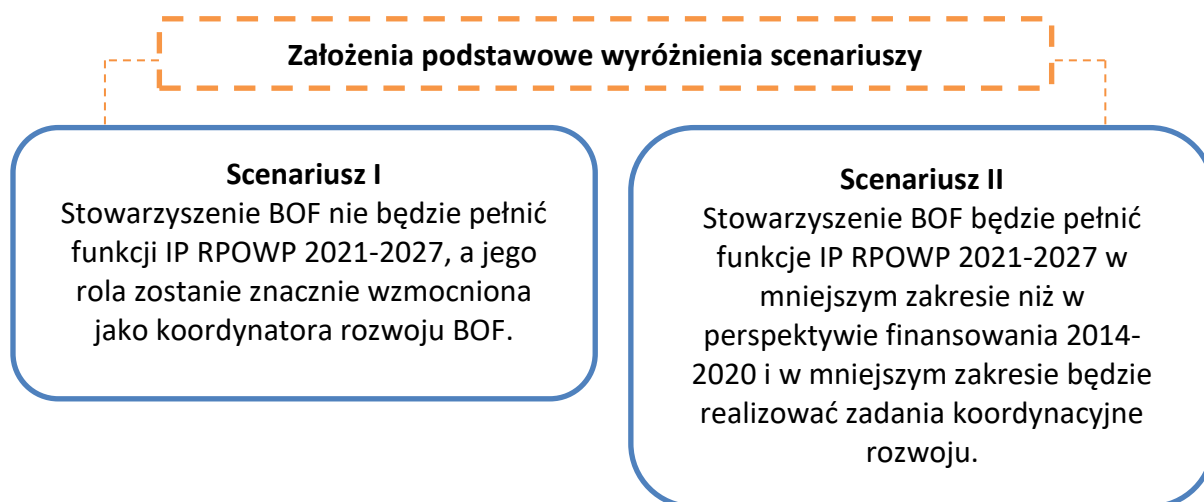 Założenia podstawowe wyróżnienia scenariuszy
Scenariusz I
Stowarzyszenie BOF nie będzie pełnić
funkcji IP RPOWP 2021-2027, a jego
rola zostanie znacznie wzmocniona
jako koordynatora rozwoju BOF.
Scenariusz II
Stowarzyszenie BOF będzie pełnić
funkcje IP RPOWP 2021-2027 w
mniejszym zakresie niż w
perspektywie finansowania 2014-
2020 i w mniejszym zakresie będzie
realizować zadania koordynacyjne
rozwoju.